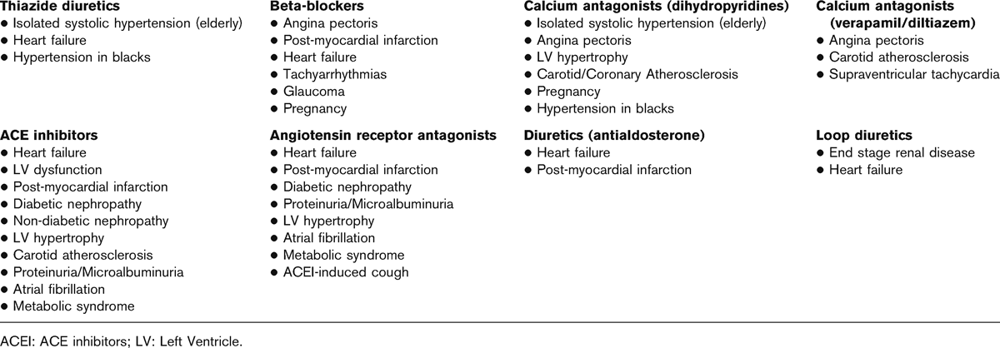 Thiazide diuretics
● Isolated systolic hypertension (elderly)
● Heart failure
● Hypertension in blacks
Beta-blockers
● Angina pectoris
● Post-myocardial infarction
● Heart failure
● Tachyarrhythmias
● Glaucoma
● Pregnancy
Calcium antagonists (dihydropyridines)
● Isolated systolic hypertension (elderly)
● Angina pectoris
● LV hypertrophy
● Carotid/Coronary Atherosclerosis
● Pregnancy
● Hypertension in blacks
Calcium antagonists
(verapamil/diltiazem)
● Angina pectoris
● Carotid atherosclerosis
● Supraventricular tachycardia
ACE inhibitors
● Heart failure
● LV dysfunction
● Post-myocardial infarction
● Diabetic nephropathy
● Non-diabetic nephropathy
● LV hypertrophy
● Carotid atherosclerosis
● Proteinuria/Microalbuminuria
● Atrial fibrillation
● Metabolic syndrome
Angiotensin receptor antagonists
● Heart failure
● Post-myocardial infarction
● Diabetic nephropathy
● Proteinuria/Microalbuminuria
● LV hypertrophy
● Atrial fibrillation
● Metabolic syndrome
● ACEI-induced cough
Diuretics (antialdosterone)
● Heart failure
● Post-myocardial infarction
Loop diuretics
● End stage renal disease
● Heart failure
ACEI: ACE inhibitors; LV: Left Ventricle.